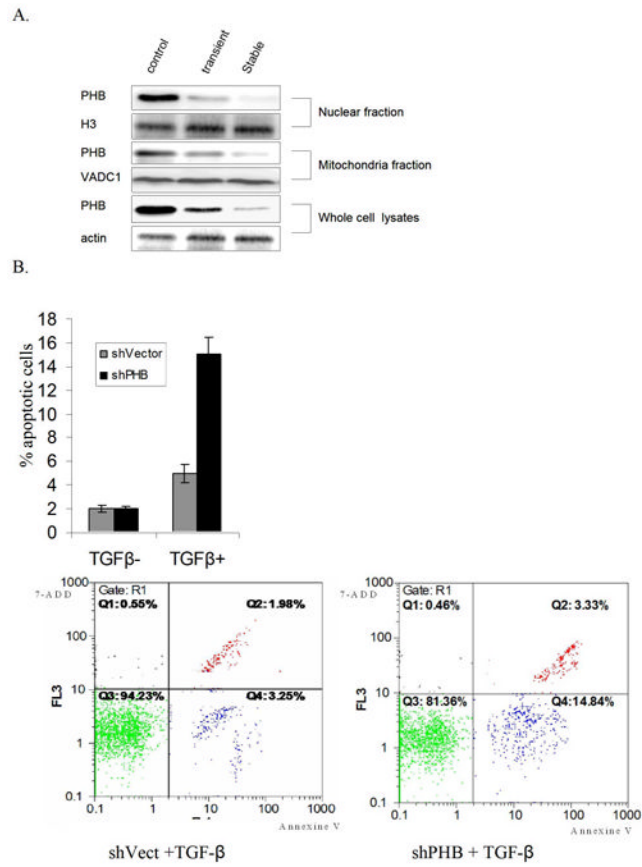 A.
control transient Stable
PHB
H3
Nuclear fraction
PHB
VADC1
Mitochondria fraction
PHB
actin
Whole cell lysates
B.
18
16
14
12
10
8
6
4
2
0
% apoptotic cells
shVector
shPHB
TGFβ- TGFβ+
1000
7-ADD
100
10
1
0.1
FL3
Gate: R1
Q1: 0.55% Q2: 1.98%
Q3: 94.23% Q4: 3.25%
0.1 1 10 100 1000
Annexine V
shVect +TGF-β
1000
7-ADD
100
10
1
0.1
FL3
Gate: R1
Q1: 0.46% Q2: 3.33%
Q3: 81.36% Q4: 14.84%
0.1 1 10 100 1000
Annexine V
shPHB + TGF-β